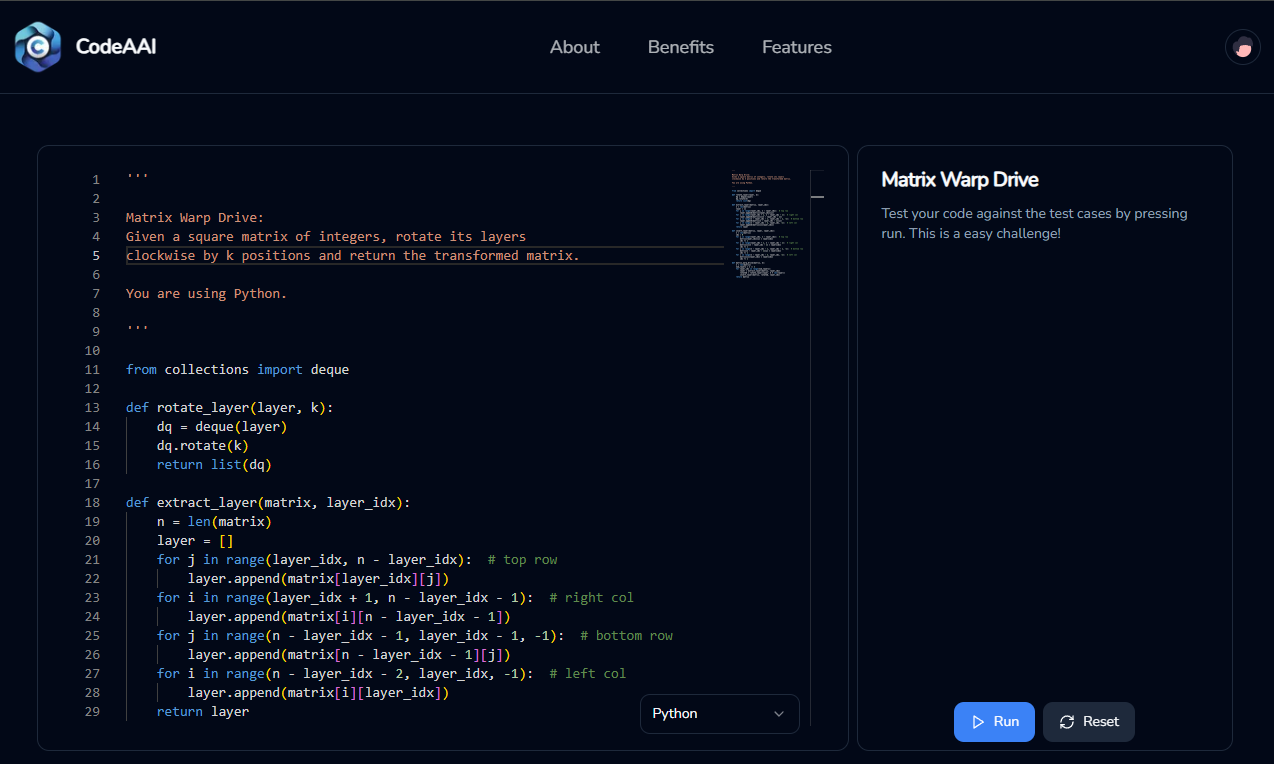 CodeAAI
About
Benefits
Features
1 '''
2
3 Matrix Warp Drive:
4 Given a square matrix of integers, rotate its layers
5 clockwise by k positions and return the transformed matrix.
6
7 You are using Python.
8
9 '''
10
11 from collections import deque
12
13 def rotate_layer(layer, k):
14     dq = deque(layer)
15     dq.rotate(k)
16     return list(dq)
17
18 def extract_layer(matrix, layer_idx):
19     n = len(matrix)
20     layer = []
21     for j in range(layer_idx, n - layer_idx):  # top row
22         layer.append(matrix[layer_idx][j])
23     for i in range(layer_idx + 1, n - layer_idx - 1):  # right col
24         layer.append(matrix[i][n - layer_idx - 1])
25     for j in range(n - layer_idx - 1, layer_idx - 1, -1):  # bottom row
26         layer.append(matrix[n - layer_idx - 1][j])
27     for i in range(n - layer_idx - 2, layer_idx, -1):  # left col
28         layer.append(matrix[i][layer_idx])
29     return layer
Python
Matrix Warp Drive
Test your code against the test cases by pressing
run. This is a easy challenge!
Run
Reset